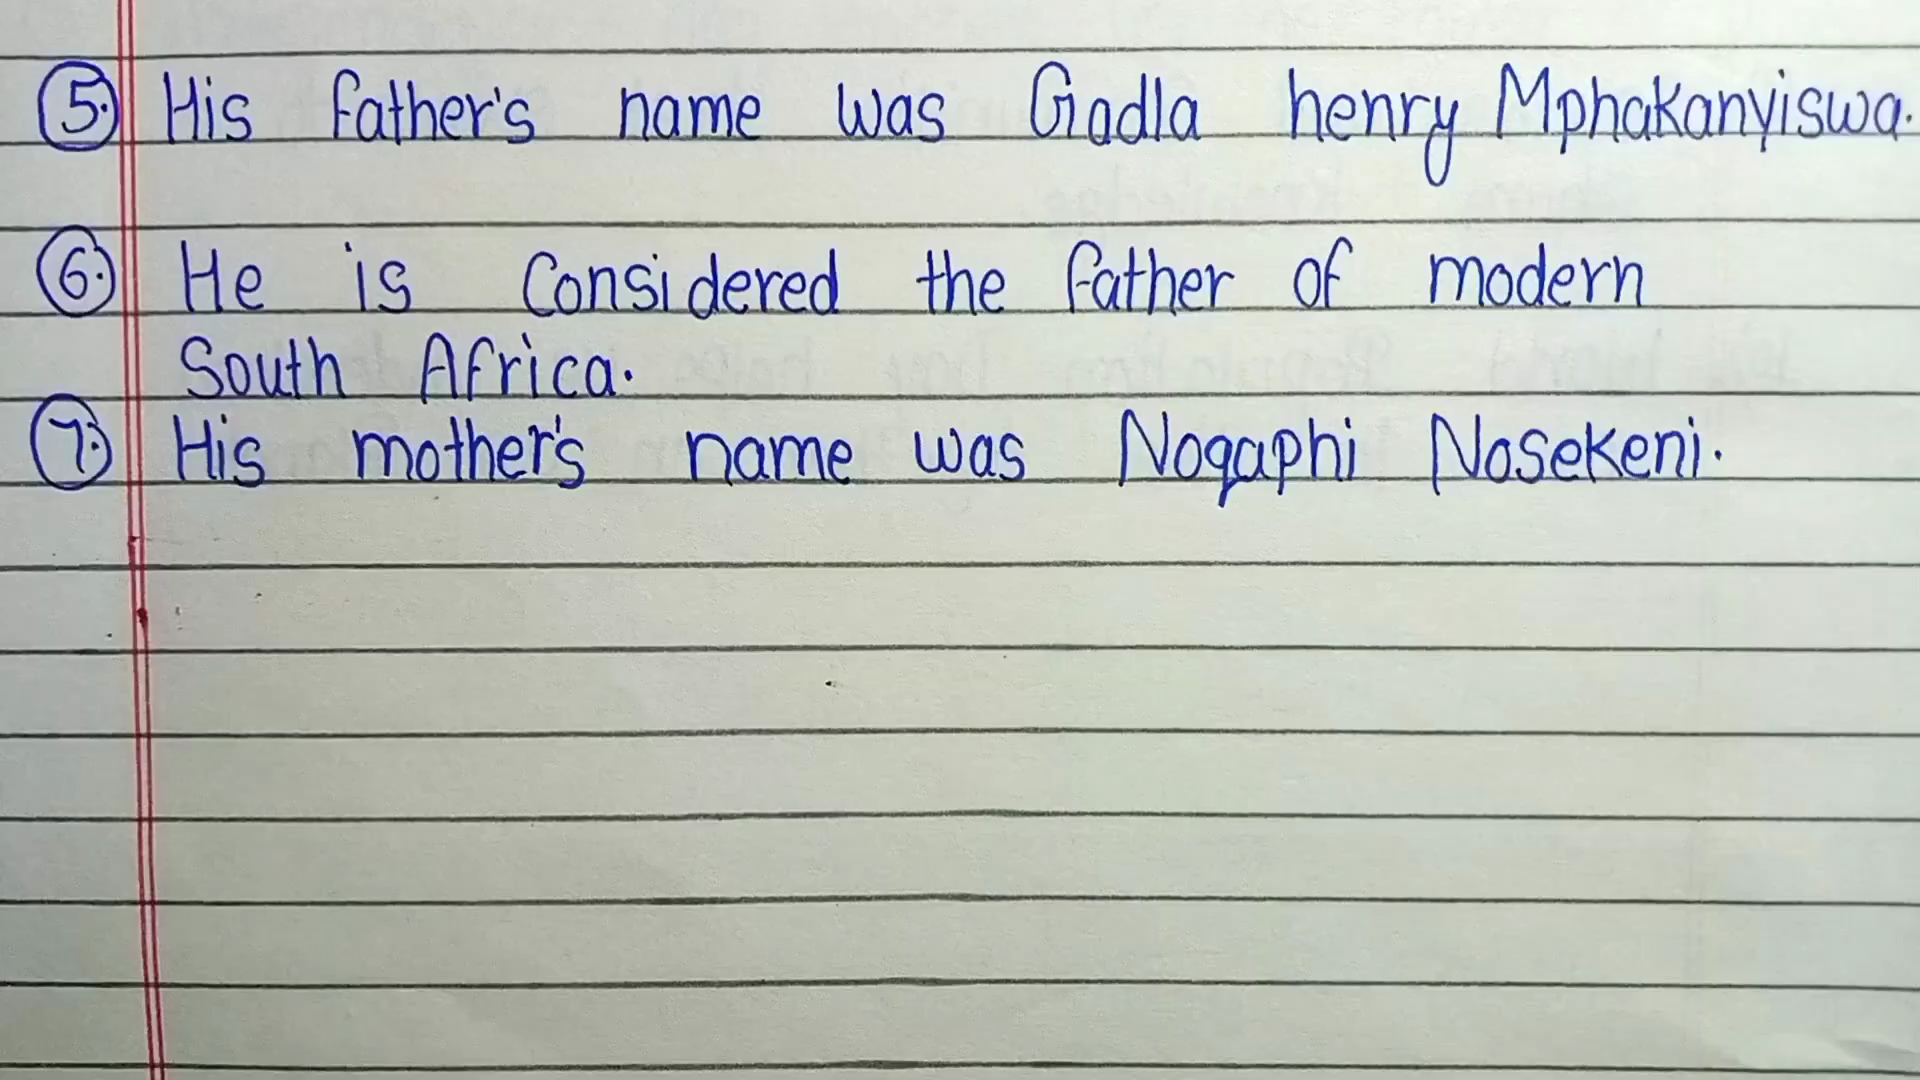 5. His father's name was Gadla henry Mphakanyiswa.
6. He is Considered the father of modern
South Africa.
7. His mother's name was Noqaphi Nosekeni.